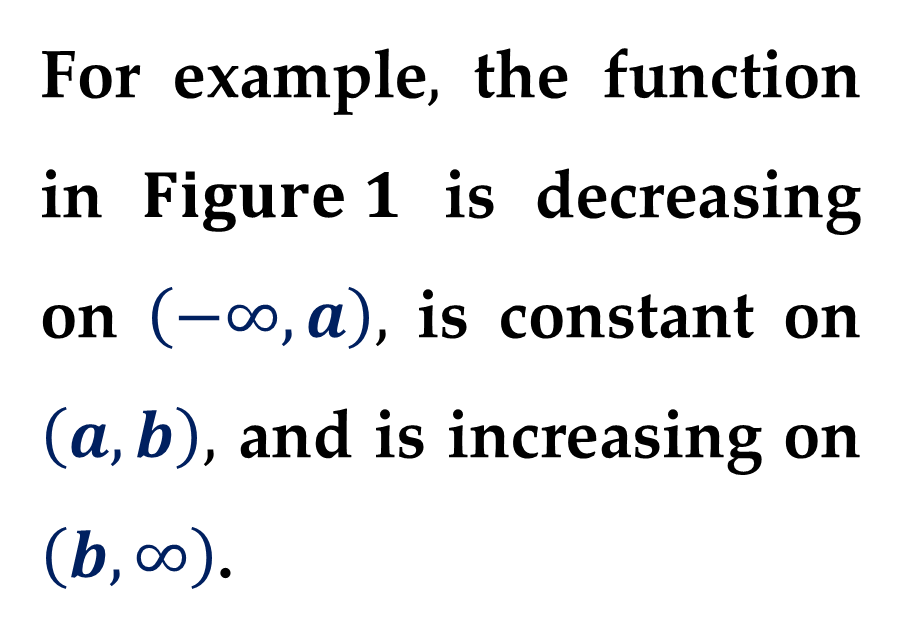 For example, the function
in Figure 1 is decreasing
on (−∞, a), is constant on
(a, b), and is increasing on
(b, ∞).